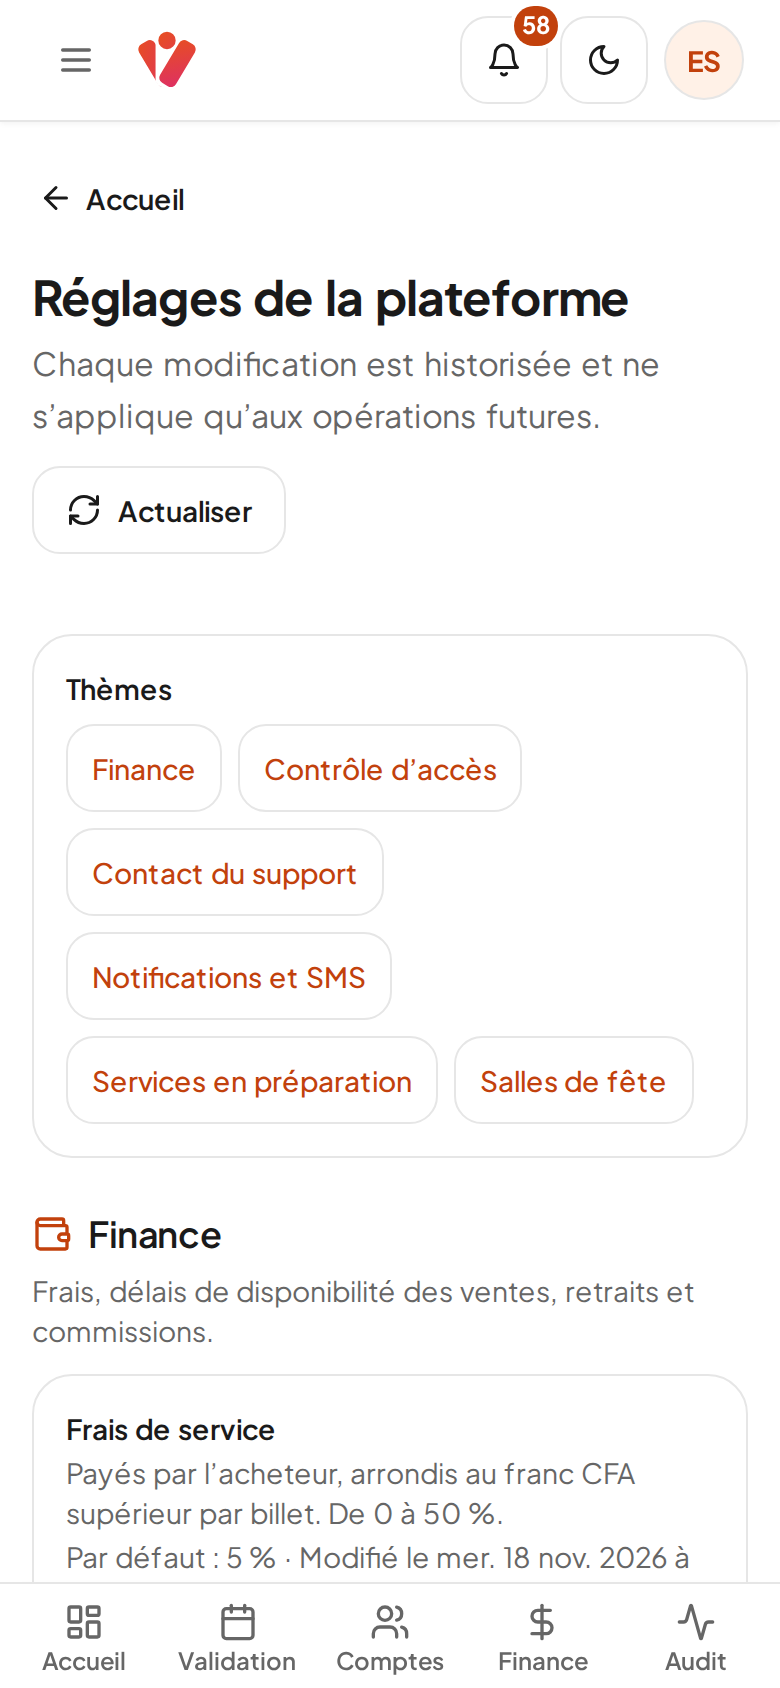 58
ES
Accueil
Réglages de la plateforme
Chaque modification est historisée et ne
s’applique qu’aux opérations futures.
Actualiser
Thèmes
Finance
Contrôle d’accès
Contact du support
Notifications et SMS
Services en préparation
Salles de fête
Finance
Frais, délais de disponibilité des ventes, retraits et
commissions.
Frais de service
Payés par l’acheteur, arrondis au franc CFA
supérieur par billet. De 0 à 50 %.
Par défaut : 5 % · Modifié le mer. 18 nov. 2026 à
Accueil
Validation
Comptes
Finance
Audit